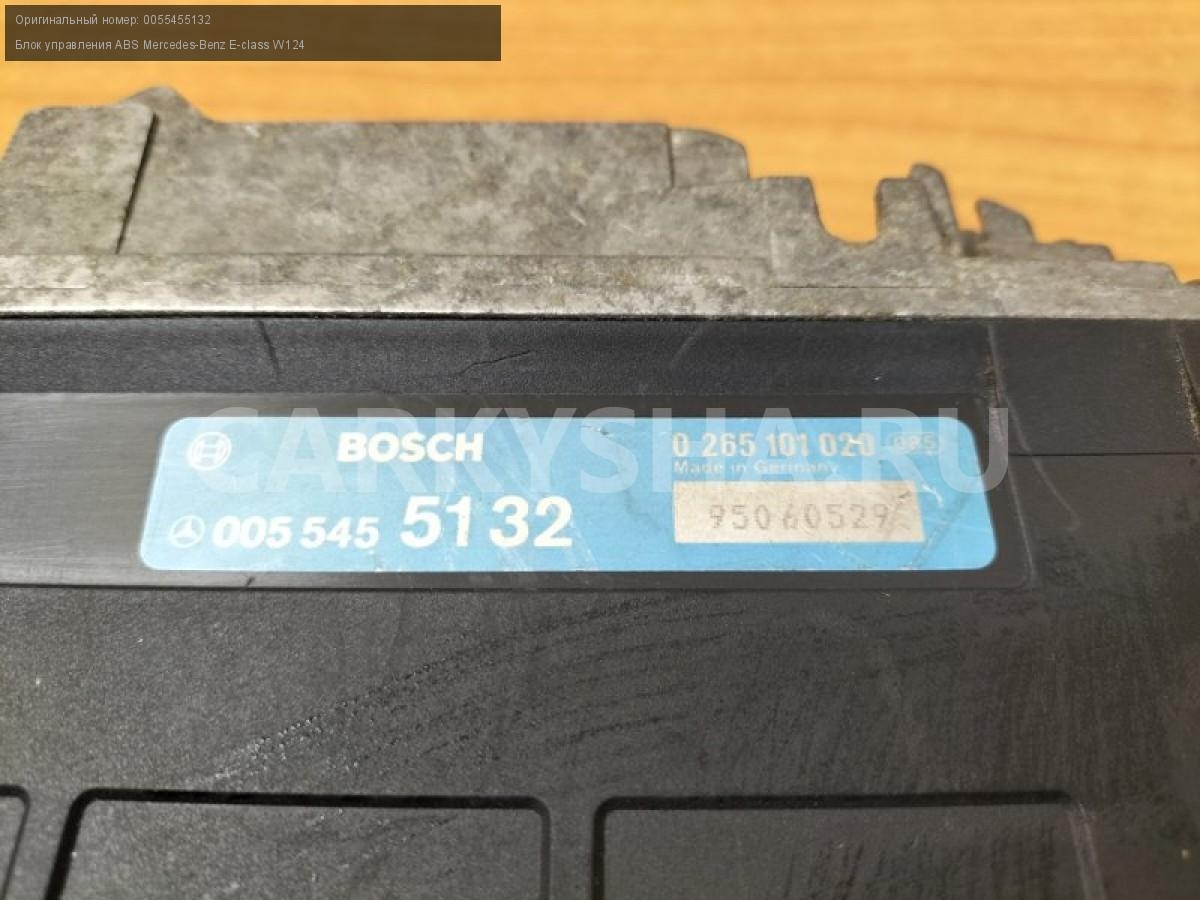 Оригинальный номер: 0055455132
Блок управления ABS Mercedes-Benz E-class W124
CARKYSHA.RU
BOSCH
0 265 101 020 085
Made in Germany
005 545 5132
95060529